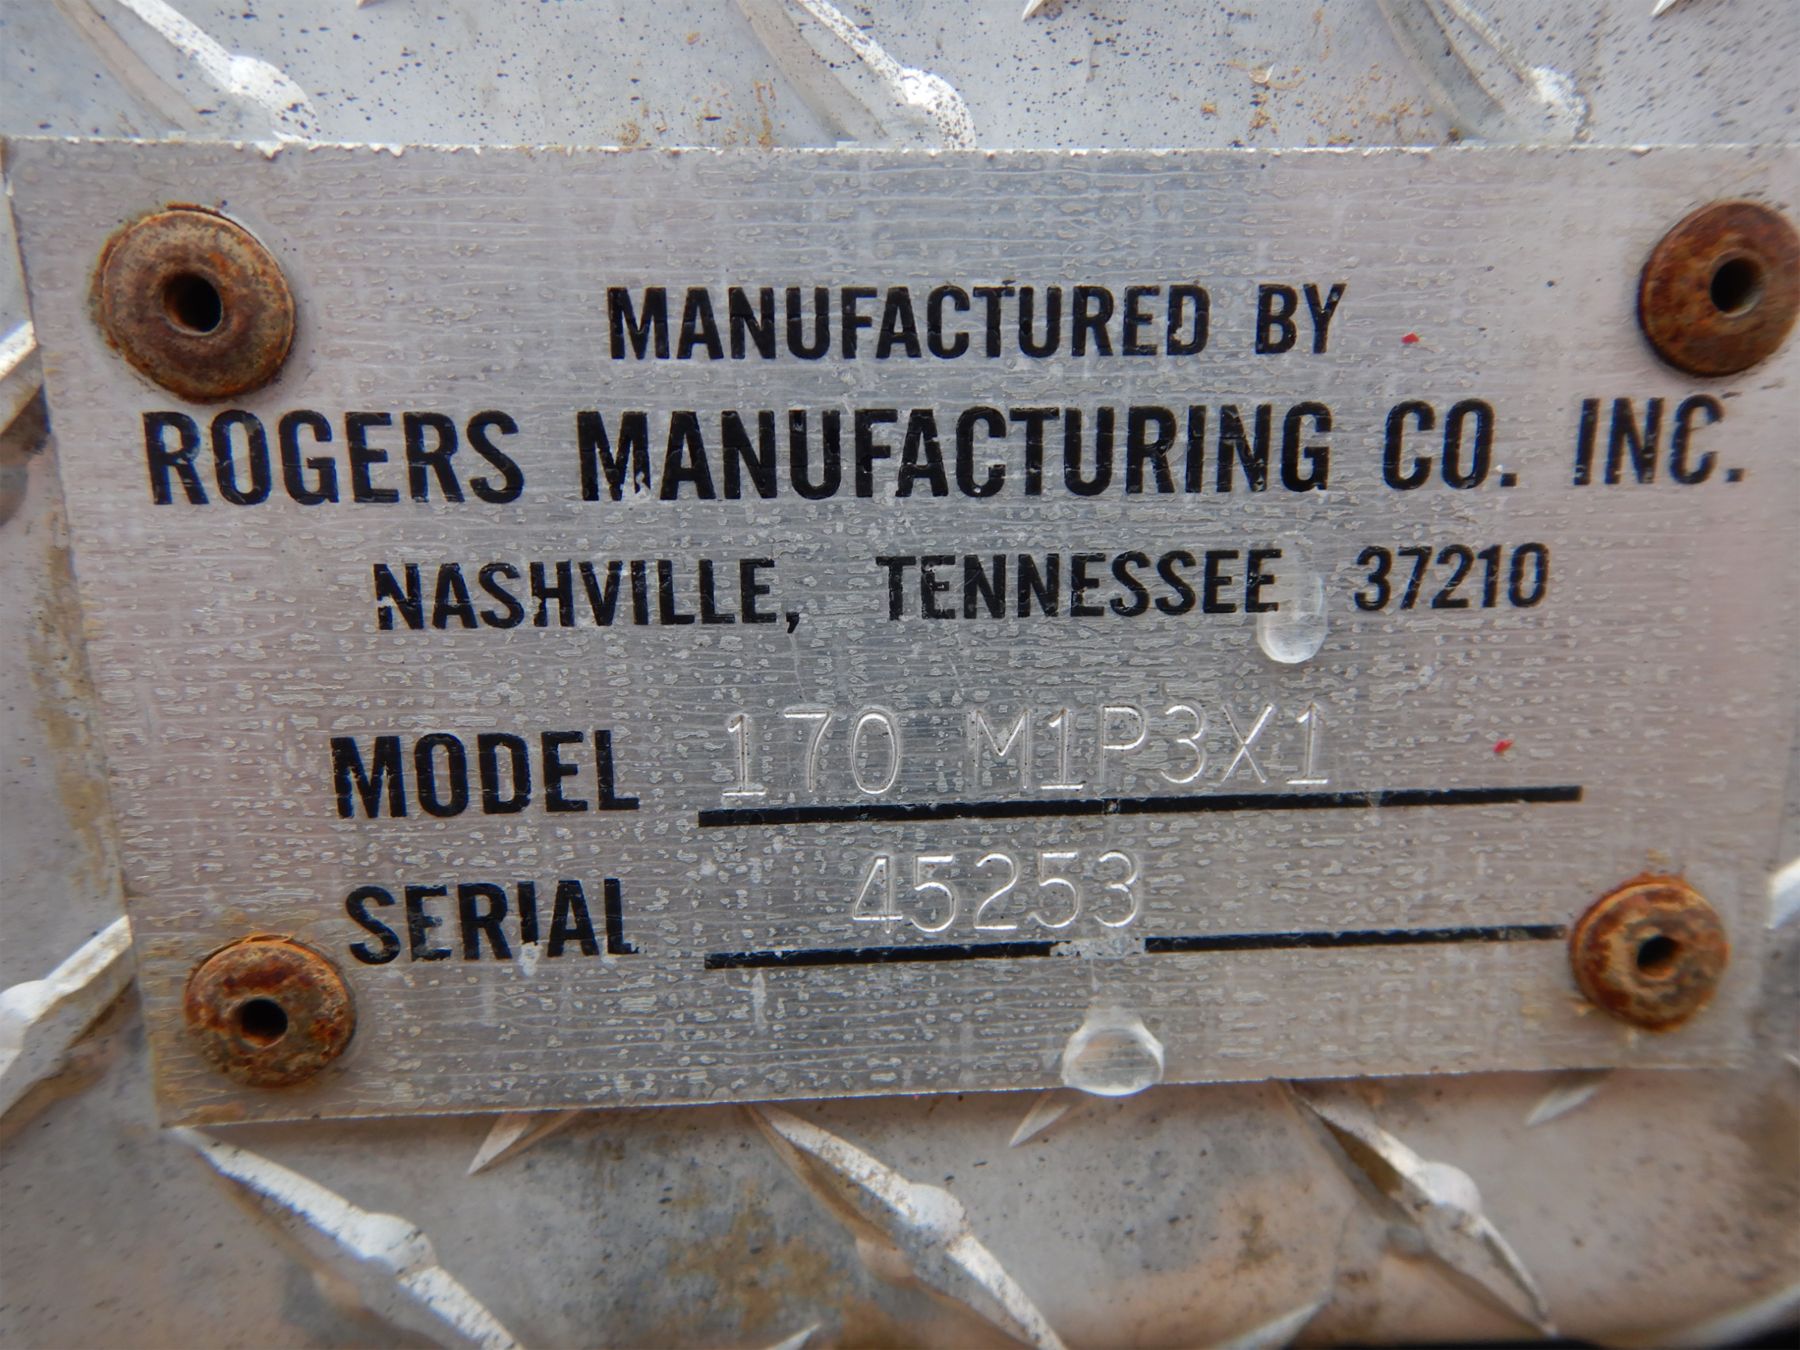 MANUFACTURED BY
ROGERS MANUFACTURING CO. INC.
NASHVILLE, TENNESSEE 37210
MODEL 170 M1P3X1
SERIAL 45253